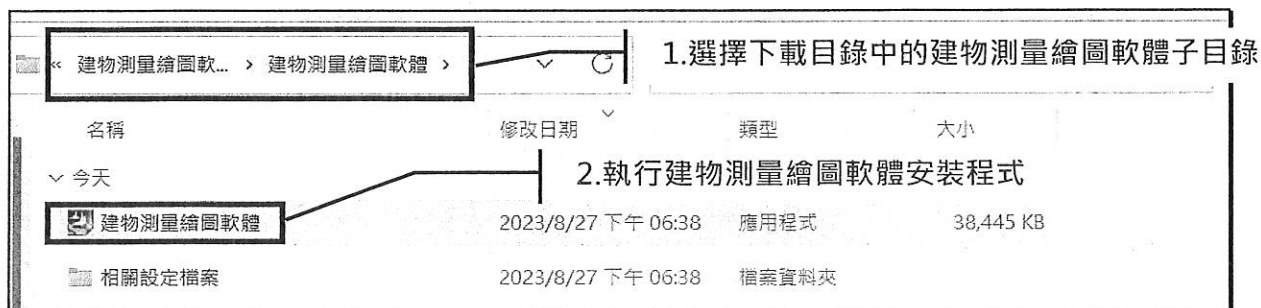 « 建物測量繪圖軟... › 建物測量繪圖軟體 ›
1.選擇下載目錄中的建物測量繪圖軟體子目錄
名稱 修改日期 類型 大小
今天
2.執行建物測量繪圖軟體安裝程式
建物測量繪圖軟體 2023/8/27 下午 06:38 應用程式 38,445 KB
相關設定檔案 2023/8/27 下午 06:38 檔案資料夾